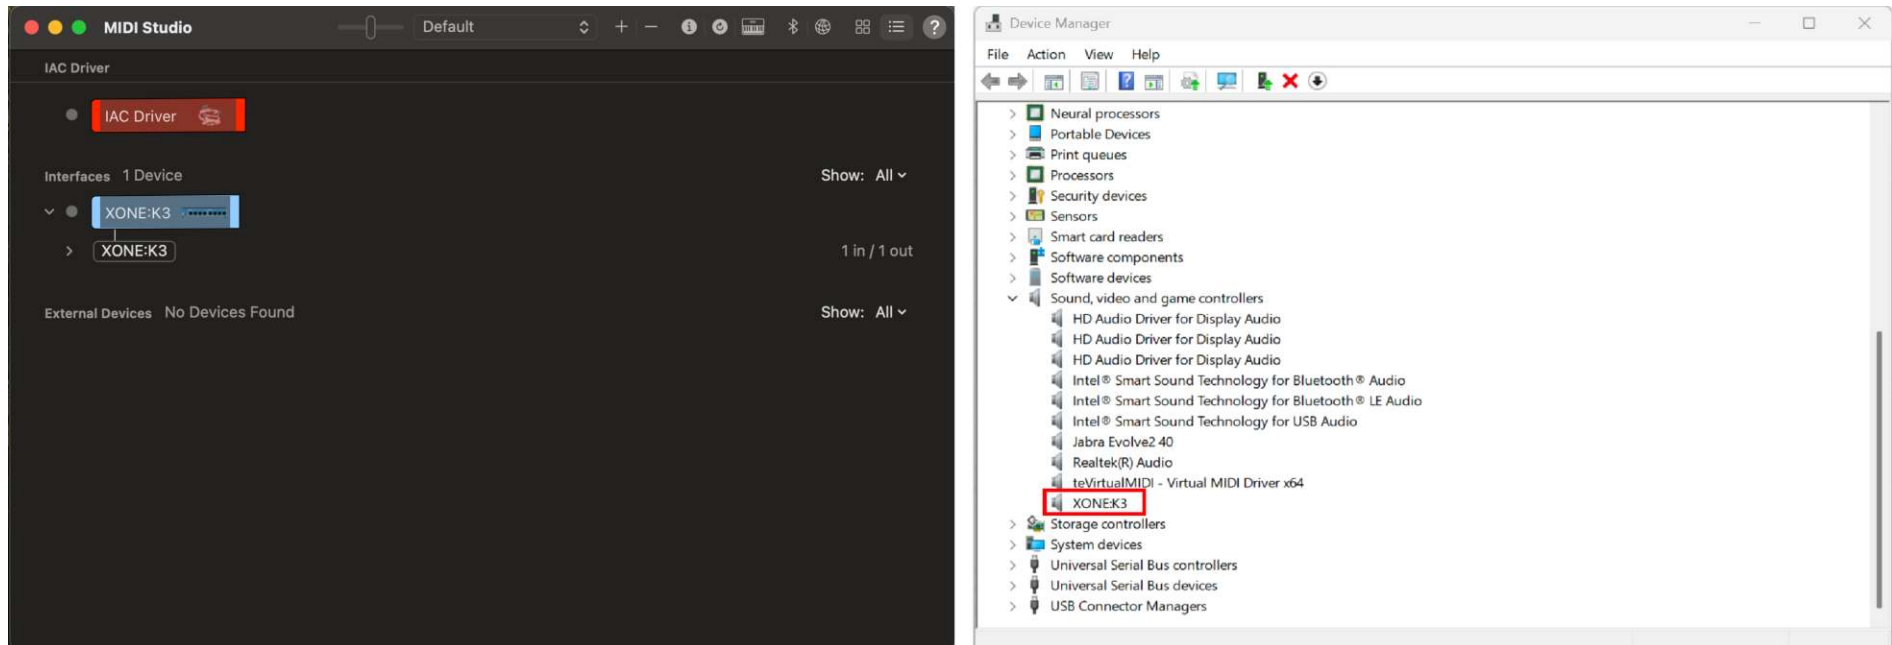 MIDI Studio
Default
IAC Driver
IAC Driver
Interfaces 1 Device
Show: All
XONE:K3
XONE:K3
1 in / 1 out
External Devices No Devices Found
Show: All
Device Manager
File Action View Help
Neural processors
Portable Devices
Print queues
Processors
Security devices
Sensors
Smart card readers
Software components
Software devices
Sound, video and game controllers
HD Audio Driver for Display Audio
HD Audio Driver for Display Audio
HD Audio Driver for Display Audio
Intel® Smart Sound Technology for Bluetooth® Audio
Intel® Smart Sound Technology for Bluetooth® LE Audio
Intel® Smart Sound Technology for USB Audio
Jabra Evolve2 40
Realtek(R) Audio
teVirtualMIDI - Virtual MIDI Driver x64
XONE:K3
Storage controllers
System devices
Universal Serial Bus controllers
Universal Serial Bus devices
USB Connector Managers